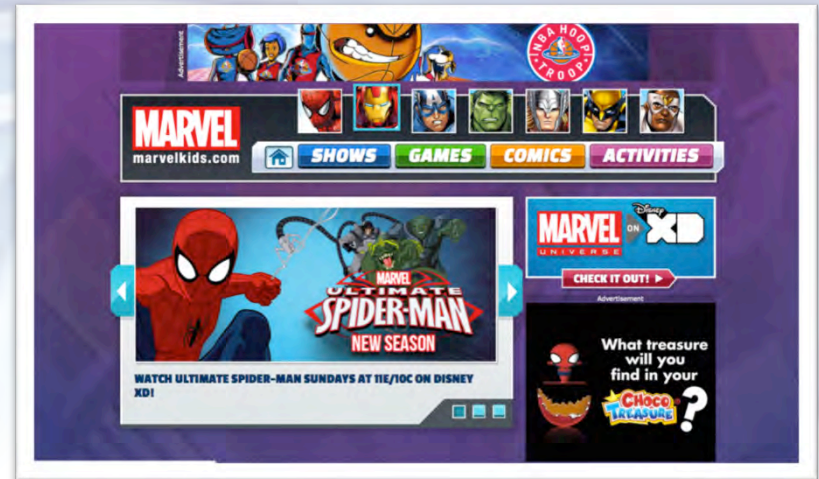 Advertisement
NBA HOOP TROOP
MARVEL
marvelkids.com
SHOWS
GAMES
COMICS
ACTIVITIES
MARVEL
ULTIMATE
SPIDER-MAN
NEW SEASON
WATCH ULTIMATE SPIDER-MAN SUNDAYS AT 11E/10C ON DISNEY
XD!
MARVEL
UNIVERSE
ON
Disney
XD
CHECK IT OUT!
Advertisement
What treasure
will you
find in your
CHOCO
TREASURE
?